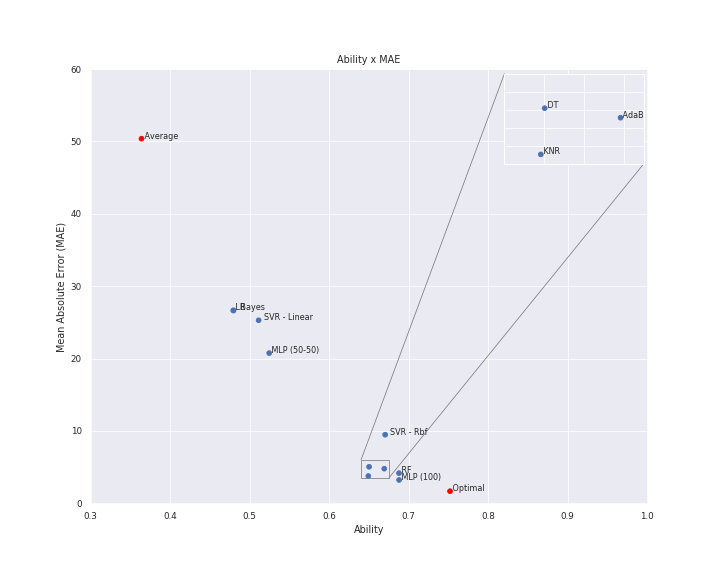 Ability x MAE
60
50
40
30
20
10
0
Mean Absolute Error (MAE)
DT
AdaB
KNR
Average
LR
Bayes
SVR - Linear
MLP (50-50)
SVR - Rbf
RF
MLP (100)
Optimal
0.3 0.4 0.5 0.6 0.7 0.8 0.9 1.0
Ability